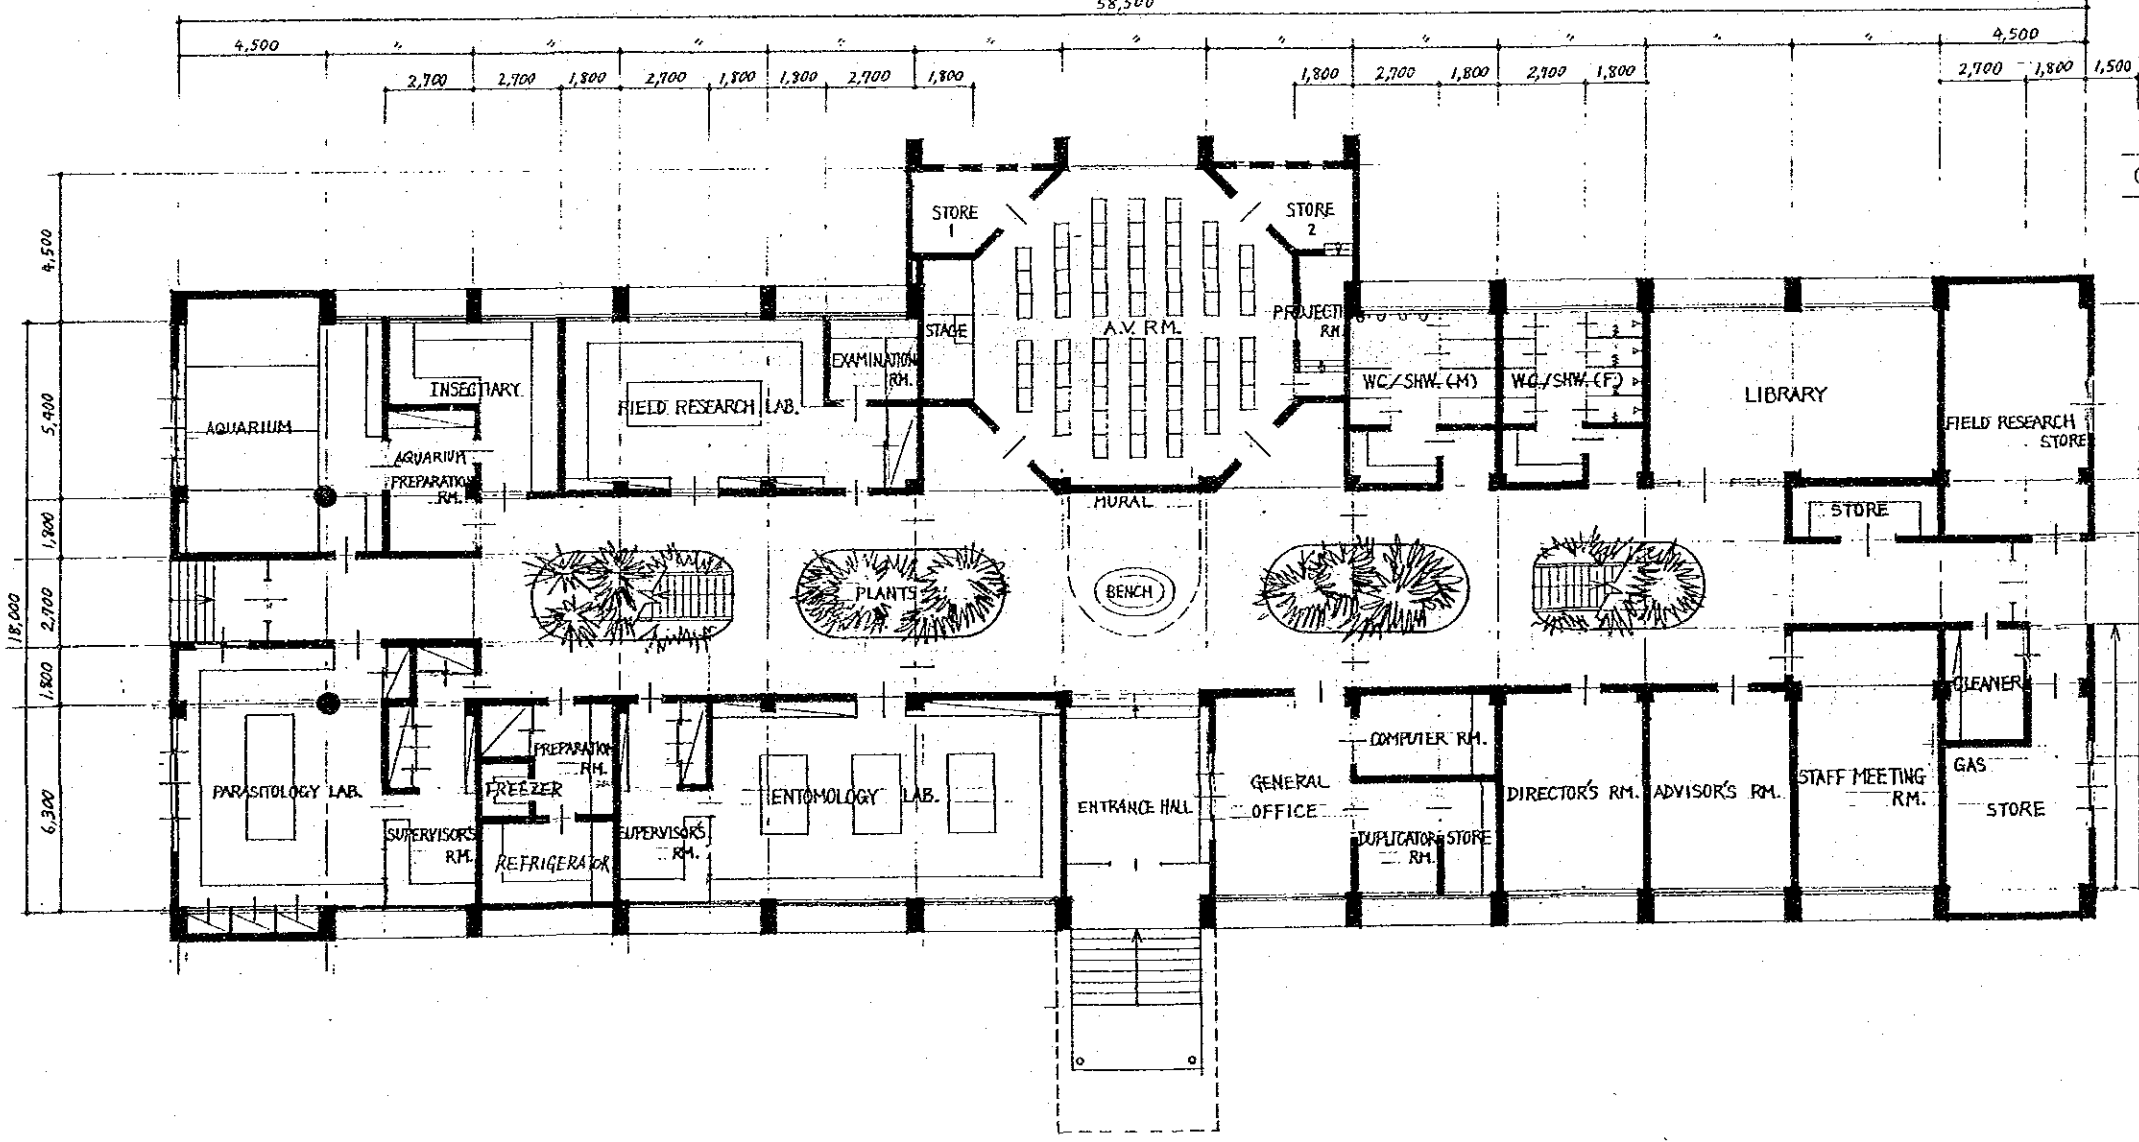 58,500
4,500 " " " " " " " " " " " 4,500
2,700 2,700 1,800 2,700 1,800 1,800 2,700 1,800 1,800 2,700 1,800 2,700 1,800 2,700 1,800 1,500
4,500
5,400
1,800
2,700
1,800
6,300
18,000
STORE
1
STORE
2
STAGE
A.V. RM.
PROJECTI
RM.
EXAMINATION
RM.
INSECTIARY
FIELD RESEARCH LAB.
AQUARIUM
AQUARIUM
PREPARATION
RM.
WC/SHW.(M)
WC/SHW.(F)
LIBRARY
FIELD RESEARCH
STORE
MURAL
STORE
PLANTS
BENCH
PARASITOLOGY LAB.
SUPERVISOR'S
RM.
PREPARATION
RM.
FREEZER
REFRIGERATOR
SUPERVISOR'S
RM.
ENTOMOLOGY LAB.
ENTRANCE HALL
GENERAL
OFFICE
COMPUTER RM.
DUPLICATOR
RM.
STORE
DIRECTOR'S RM.
ADVISOR'S RM.
STAFF MEETING
RM.
CLEANER
GAS
STORE